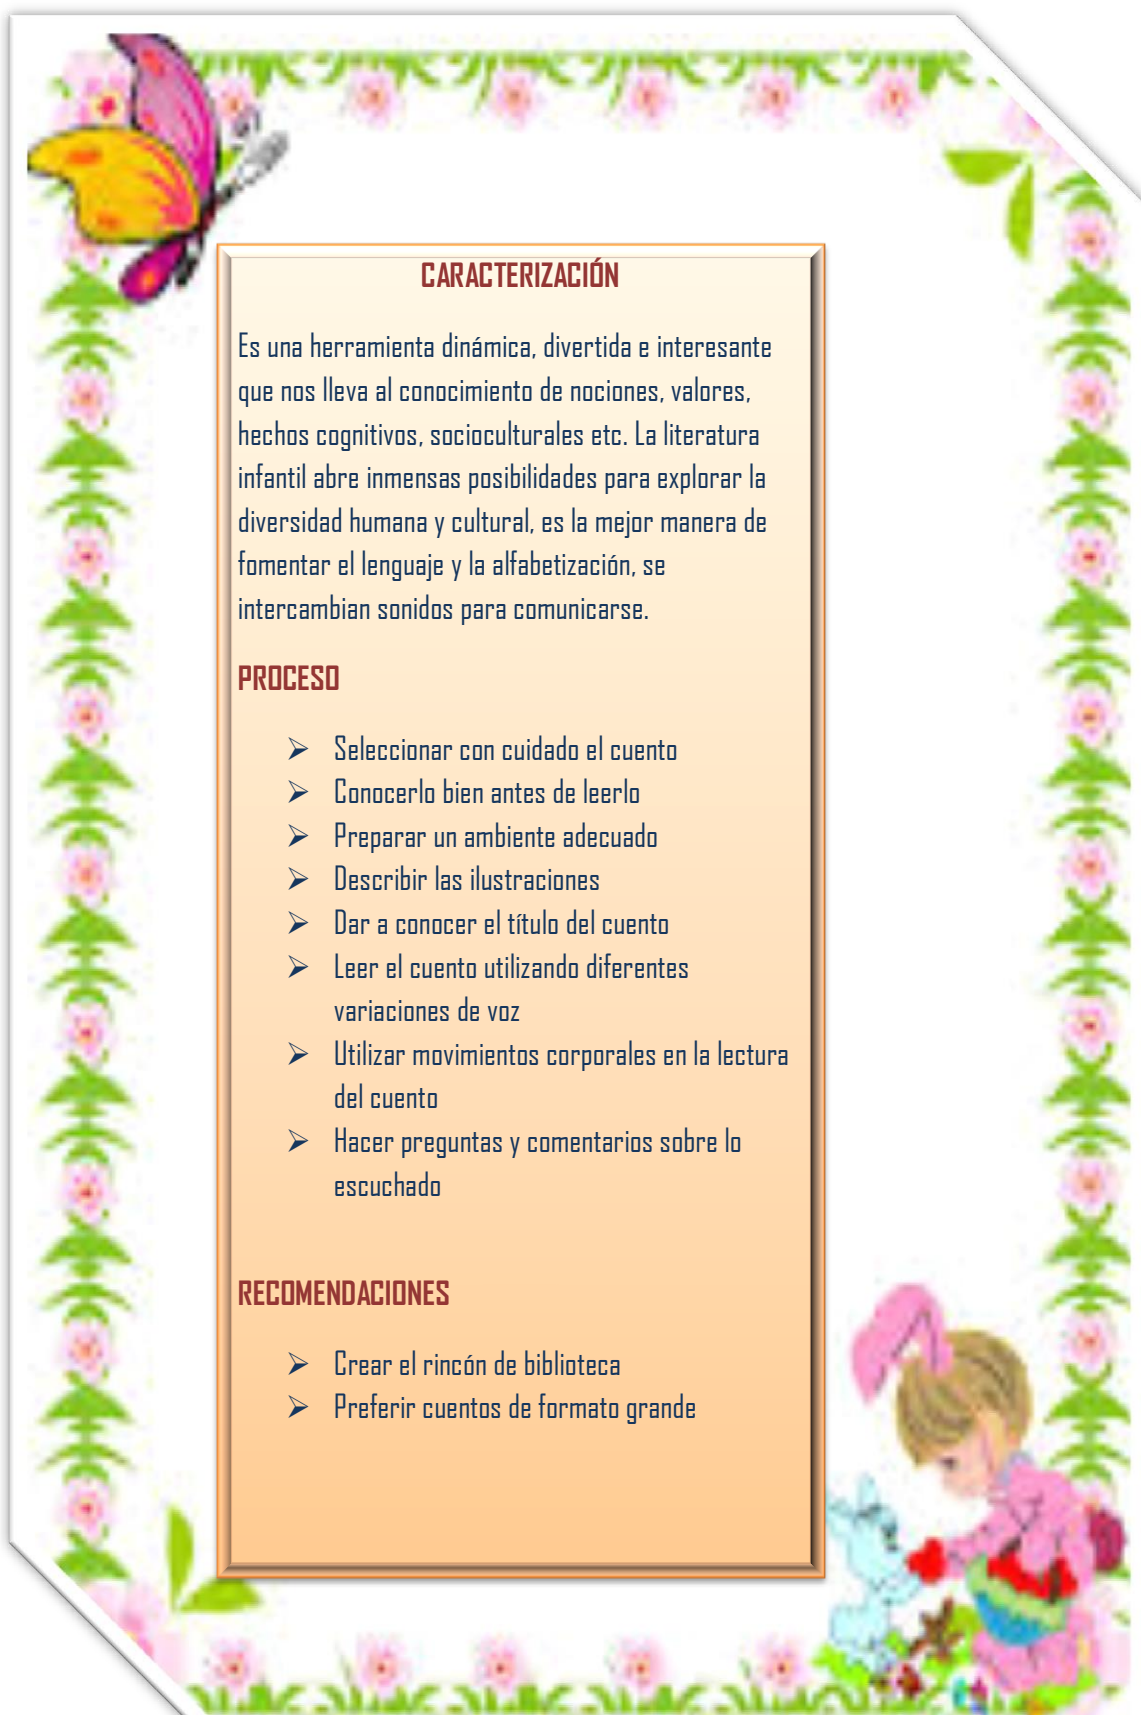 CARACTERIZACIÓN
Es una herramienta dinámica, divertida e interesante
que nos lleva al conocimiento de nociones, valores,
hechos cognitivos, socioculturales etc. La literatura
infantil abre inmensas posibilidades para explorar la
diversidad humana y cultural, es la mejor manera de
fomentar el lenguaje y la alfabetización, se
intercambian sonidos para comunicarse.
PROCESO
➢ Seleccionar con cuidado el cuento
➢ Conocerlo bien antes de leerlo
➢ Preparar un ambiente adecuado
➢ Describir las ilustraciones
➢ Dar a conocer el título del cuento
➢ Leer el cuento utilizando diferentes
variaciones de voz
➢ Utilizar movimientos corporales en la lectura
del cuento
➢ Hacer preguntas y comentarios sobre lo
escuchado
RECOMENDACIONES
➢ Crear el rincón de biblioteca
➢ Preferir cuentos de formato grande